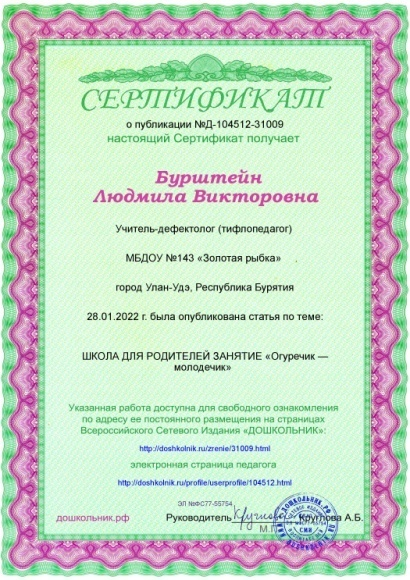 СЕРТИФИКАТ
о публикации №Д-104512-31009
настоящий Сертификат получает
Бурштейн
Людмила Викторовна
Учитель-дефектолог (тифлопедагог)
МБДОУ №143 «Золотая рыбка»
город Улан-Удэ, Республика Бурятия
28.01.2022 г. была опубликована статья по теме:
ШКОЛА ДЛЯ РОДИТЕЛЕЙ ЗАНЯТИЕ «Огуречик —
молодечик»
Указанная работа доступна для свободного ознакомления
по адресу ее постоянного размещения на страницах
Всероссийского Сетевого Издания «ДОШКОЛЬНИК»:
http://doshkolnik.ru/zrenie/31009.html
электронная страница педагога
http://doshkolnik.ru/profile/userprofile/104512.html
ЭЛ №ФС77-55754
дошкольник.рф Руководитель Круглова А.Б.
М.П.
ДОШКОЛЬНИК.РФ
СМИ